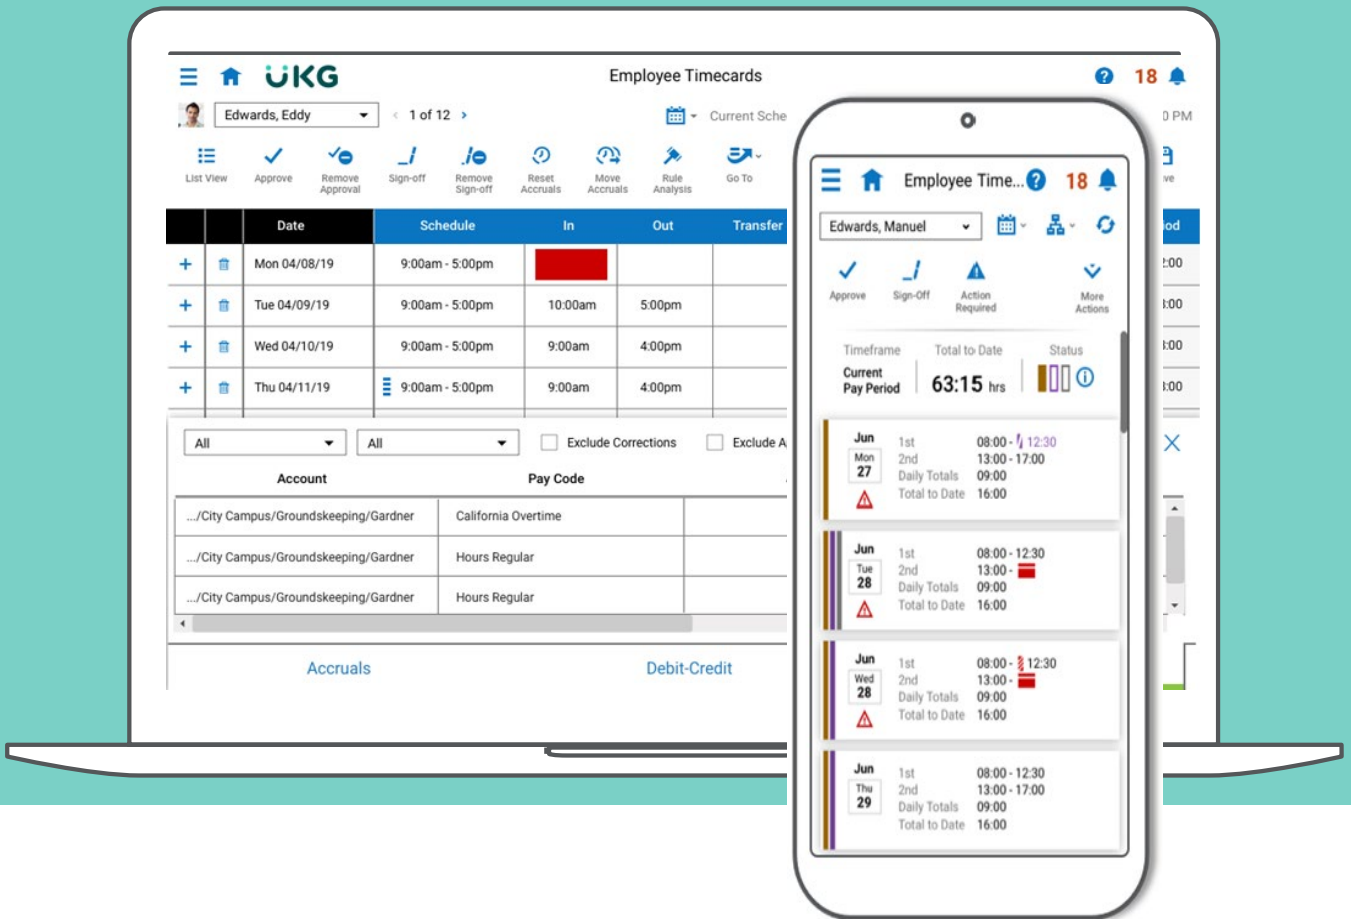 UKG
Employee Timecards
18
Edwards, Eddy
1 of 12
Current Sche
0 PM
List View
Approve
Remove Approval
Sign-off
Remove Sign-off
Reset Accruals
Move Accruals
Rule Analysis
Go To
ve
Date Schedule In Out Transfer iod
Mon 04/08/19 9:00am - 5:00pm 2:00
Tue 04/09/19 9:00am - 5:00pm 10:00am 5:00pm :00
Wed 04/10/19 9:00am - 5:00pm 9:00am 4:00pm :00
Thu 04/11/19 9:00am - 5:00pm 9:00am 4:00pm :00
All All Exclude Corrections Exclude A
Account Pay Code
.../City Campus/Groundskeeping/Gardner California Overtime
.../City Campus/Groundskeeping/Gardner Hours Regular
.../City Campus/Groundskeeping/Gardner Hours Regular
Accruals Debit-Credit
Employee Time... 18
Edwards, Manuel
Approve
Sign-Off
Action Required
More Actions
Timeframe Total to Date Status
Current
Pay Period
63:15 hrs
Jun
Mon
27
1st 08:00 - 12:30
2nd 13:00 - 17:00
Daily Totals 09:00
Total to Date 16:00
Jun
Tue
28
1st 08:00 - 12:30
2nd 13:00 -
Daily Totals 09:00
Total to Date 16:00
Jun
Wed
28
1st 08:00 - 12:30
2nd 13:00 -
Daily Totals 09:00
Total to Date 16:00
Jun
Thu
29
1st 08:00 - 12:30
2nd 13:00 - 17:00
Daily Totals 09:00
Total to Date 16:00